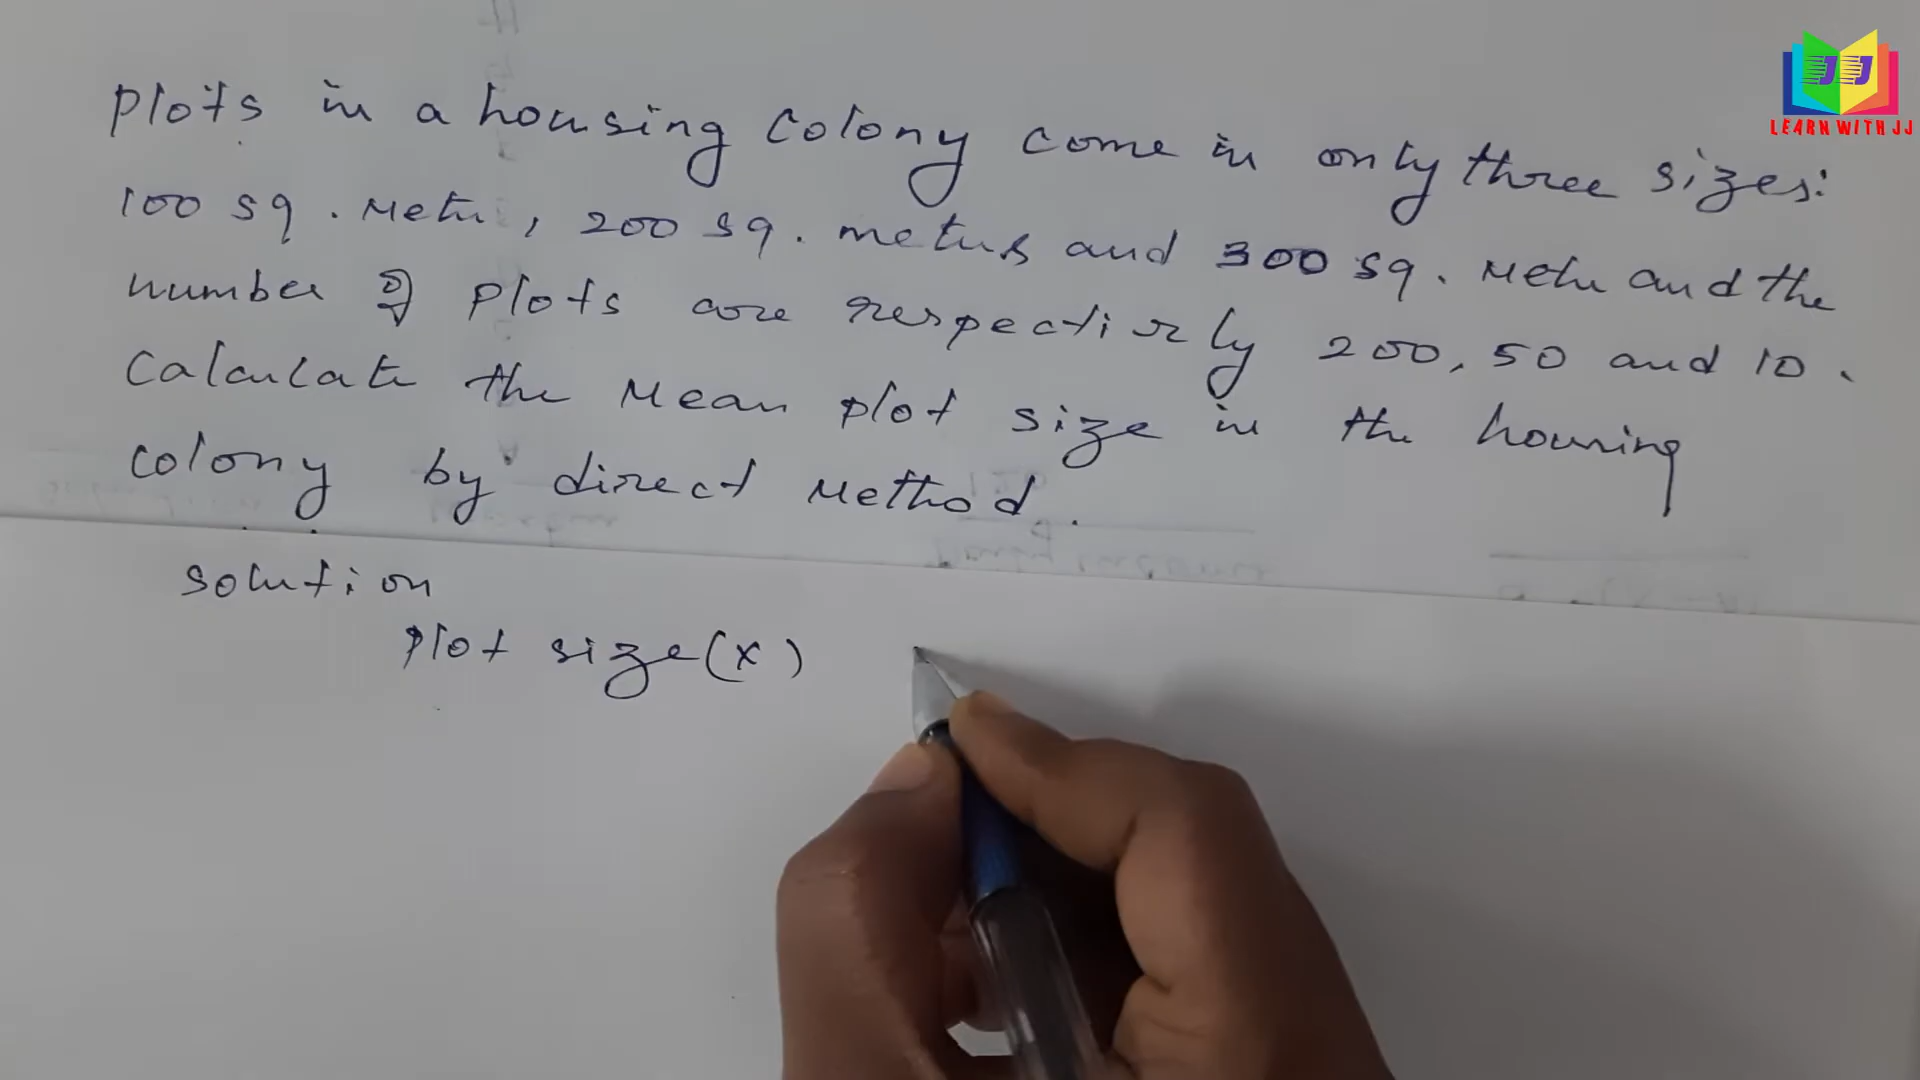 Plots in a housing colony come in only three sizes:
100 sq. Metre, 200 sq. metres and 300 sq. Metre and the
number of plots are respectively 200, 50 and 10.
Calculate the Mean plot size in the housing
colony by direct Method.
solution
Plot size (x)
JJ
LEARN WITH JJ